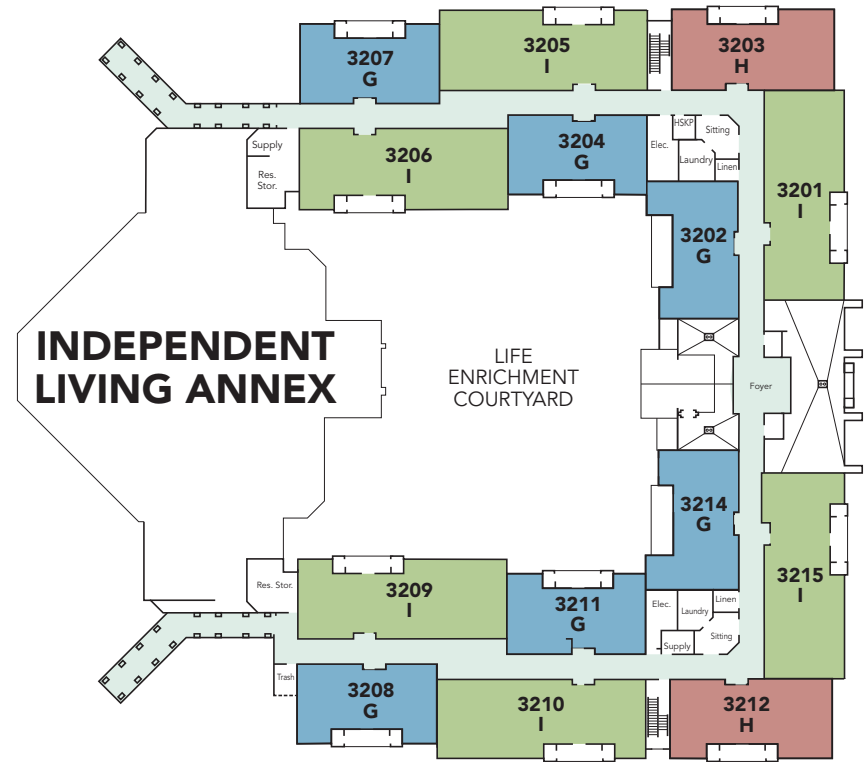 3207
G
3205
I
3203
H
Supply
Res.
Stor.
3206
I
3204
G
Elec.
HSKP
Sitting
Laundry
Linen
3201
I
3202
G
INDEPENDENT
LIVING ANNEX
LIFE
ENRICHMENT
COURTYARD
Foyer
3214
G
3215
I
Res. Stor.
3209
I
3211
G
Elec.
Laundry
Linen
Sitting
Supply
Trash
3208
G
3210
I
3212
H